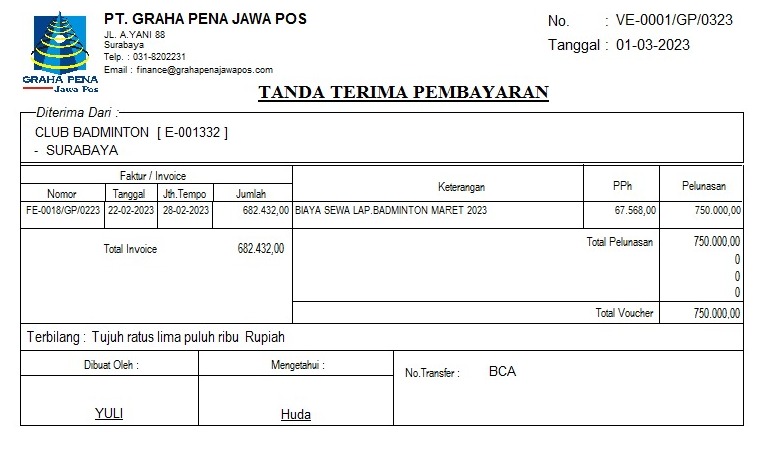 PT. GRAHA PENA JAWA POS
JL. A.YANI 88
Surabaya
Telp. : 031-8202231
Email : finance@grahapenajawapos.com
GRAHA PENA
Jawa Pos
No. : VE-0001/GP/0323
Tanggal : 01-03-2023
TANDA TERIMA PEMBAYARAN
Diterima Dari :
CLUB BADMINTON [ E-001332 ]
- SURABAYA
Faktur / Invoice
Nomor Tanggal Jth.Tempo Jumlah Keterangan PPh Pelunasan
FE-0018/GP/0223 22-02-2023 28-02-2023 682.432,00 BIAYA SEWA LAP.BADMINTON MARET 2023 67.568,00 750.000,00
Total Invoice 682.432,00 Total Pelunasan 750.000,00
0
0
0
Total Voucher 750.000,00
Terbilang : Tujuh ratus lima puluh ribu Rupiah
Dibuat Oleh : Mengetahui : No.Transfer : BCA
YULI Huda